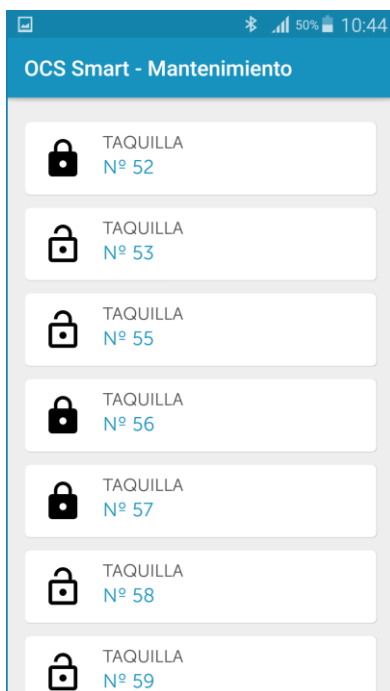 50% 10:44
OCS Smart - Mantenimiento
TAQUILLA
Nº 52
TAQUILLA
Nº 53
TAQUILLA
Nº 55
TAQUILLA
Nº 56
TAQUILLA
Nº 57
TAQUILLA
Nº 58
TAQUILLA
Nº 59